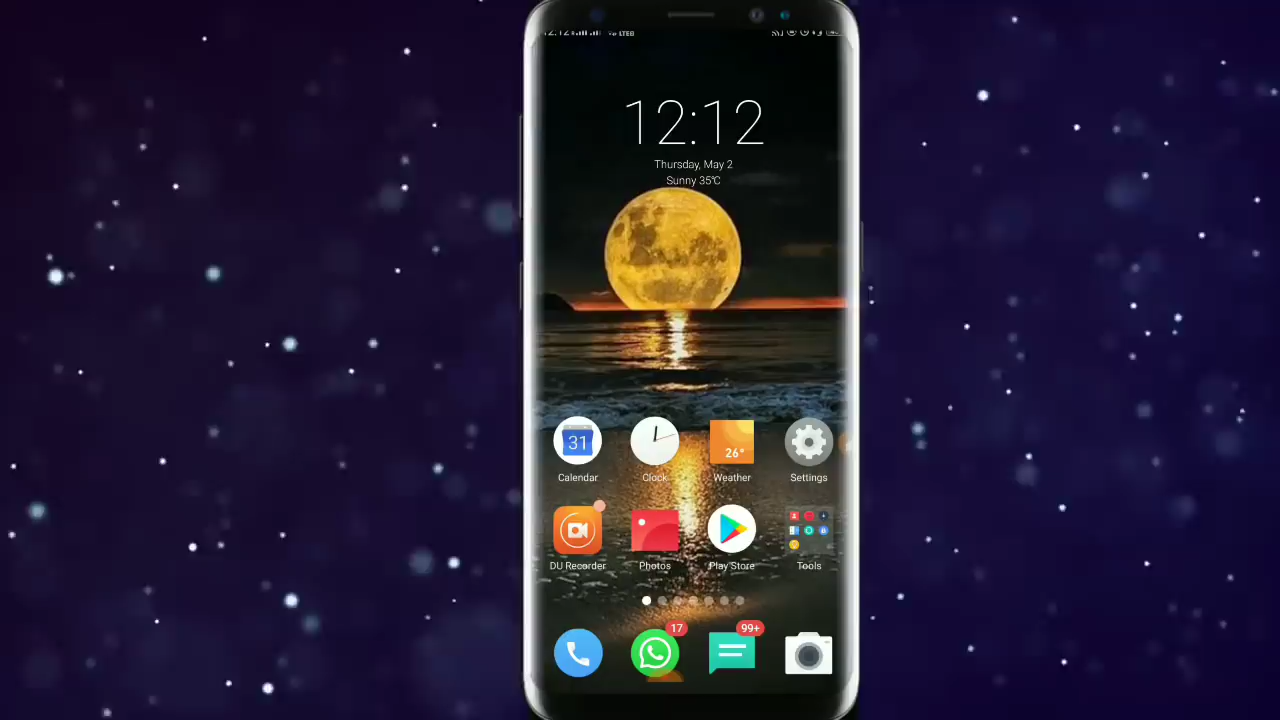 LTE
12:12
Thursday, May 2
Sunny 35℃
31
26°
Calendar
Clock
Weather
Settings
DU Recorder
Photos
Play Store
Tools
17
99+